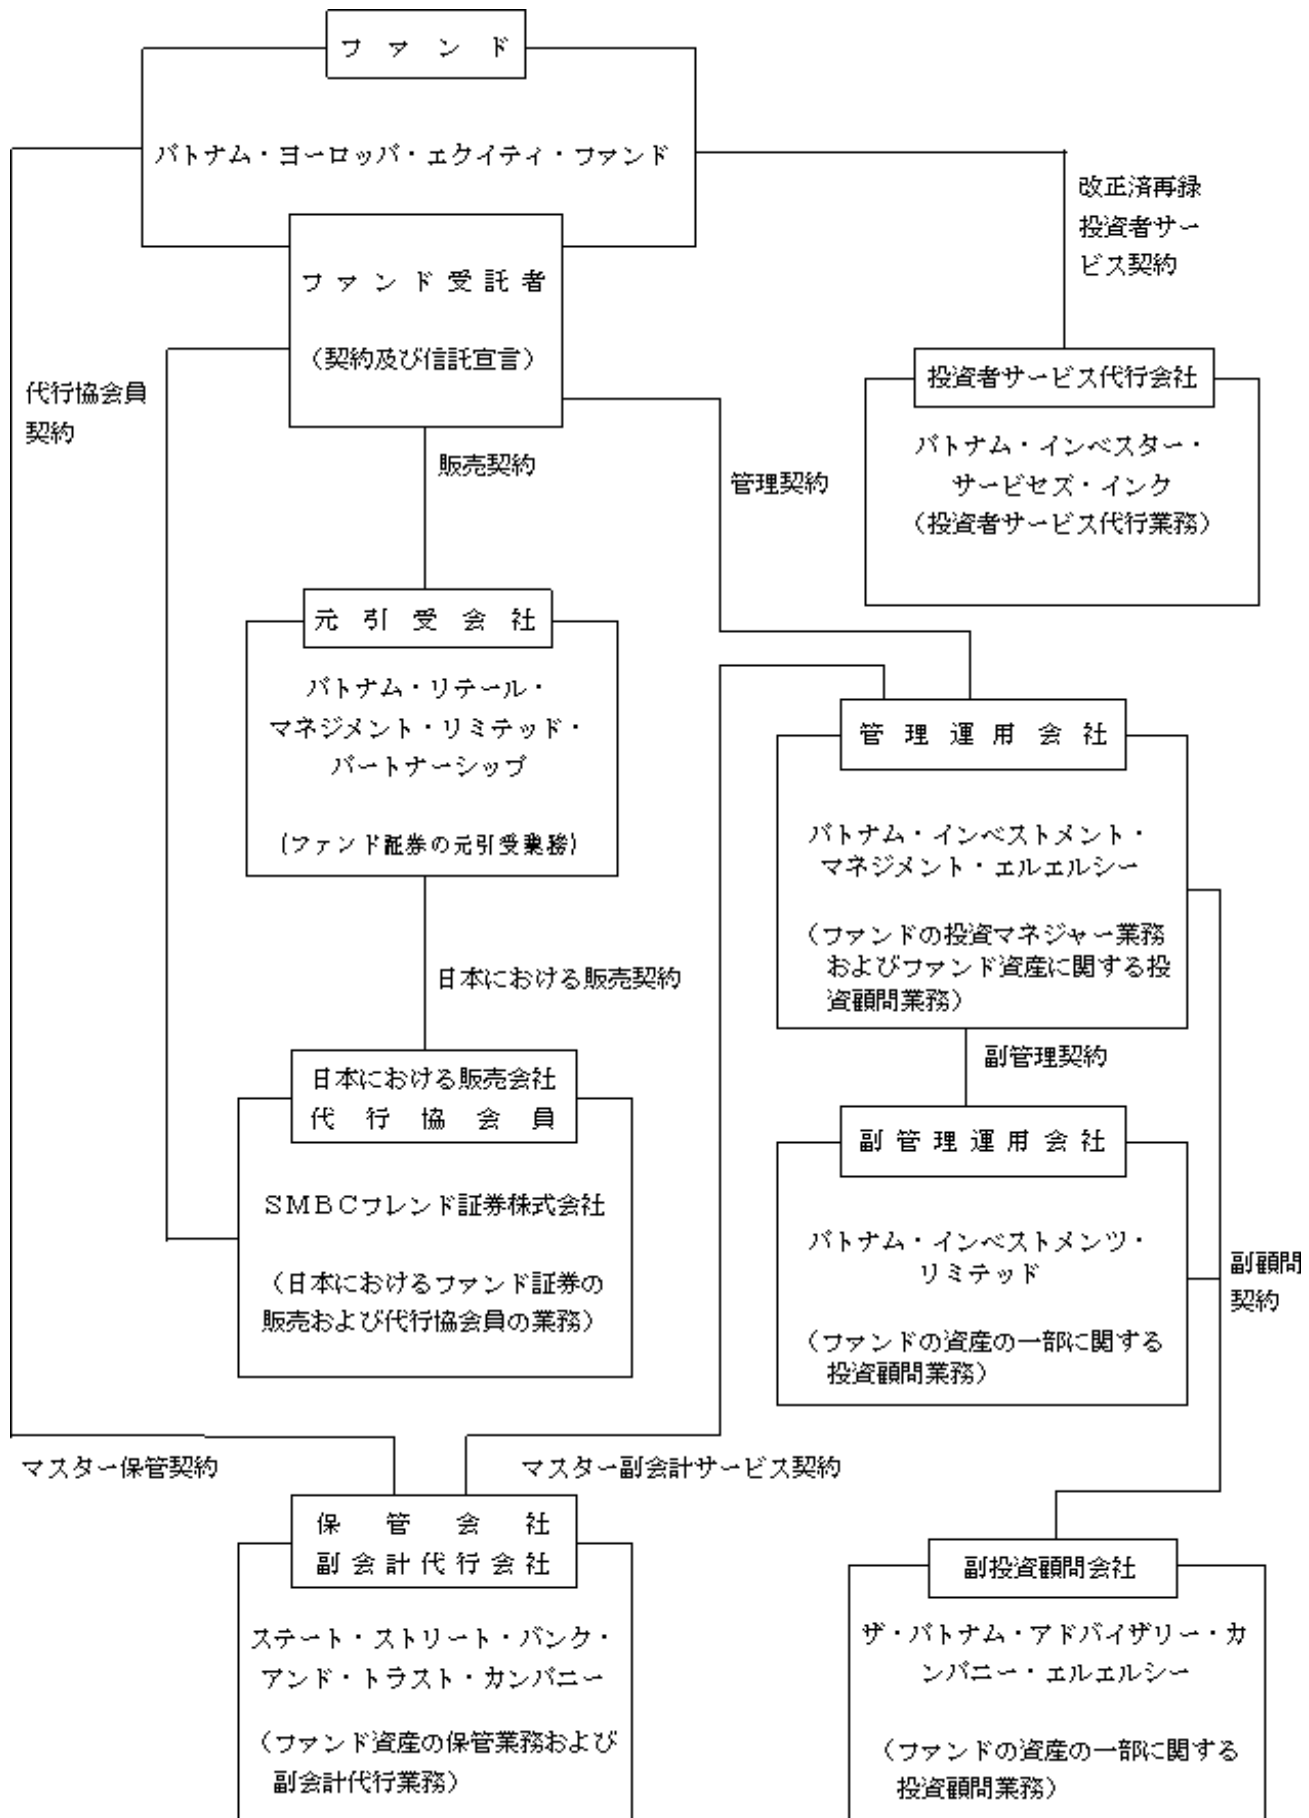 ファンド
パトナム・ヨーロッパ・エクイティ・ファンド
改正済再録
投資者サー
ビス契約
ファンド受託者
（契約及び信託宣言）
代行協会員
契約
販売契約
管理契約
投資者サービス代行会社
パトナム・インベスター・
サービセズ・インク
（投資者サービス代行業務）
元引受会社
パトナム・リテール・
マネジメント・リミテッド・
パートナーシップ
(ファンド証券の元引受業務)
管理運用会社
パトナム・インベストメント・
マネジメント・エルエルシー
（ファンドの投資マネジャー業務
およびファンド資産に関する投
資顧問業務）
日本における販売契約
副管理契約
日本における販売会社
代行協会員
ＳＭＢＣフレンド証券株式会社
（日本におけるファンド証券の
販売および代行協会員の業務）
副管理運用会社
パトナム・インベストメンツ・
リミテッド
（ファンドの資産の一部に関する
投資顧問業務）
副顧問
契約
マスター保管契約
マスター副会計サービス契約
保管会社
副会計代行会社
ステート・ストリート・バンク・
アンド・トラスト・カンパニー
（ファンド資産の保管業務および
副会計代行業務）
副投資顧問会社
ザ・パトナム・アドバイザリー・カ
ンパニー・エルエルシー
（ファンドの資産の一部に関する
投資顧問業務）